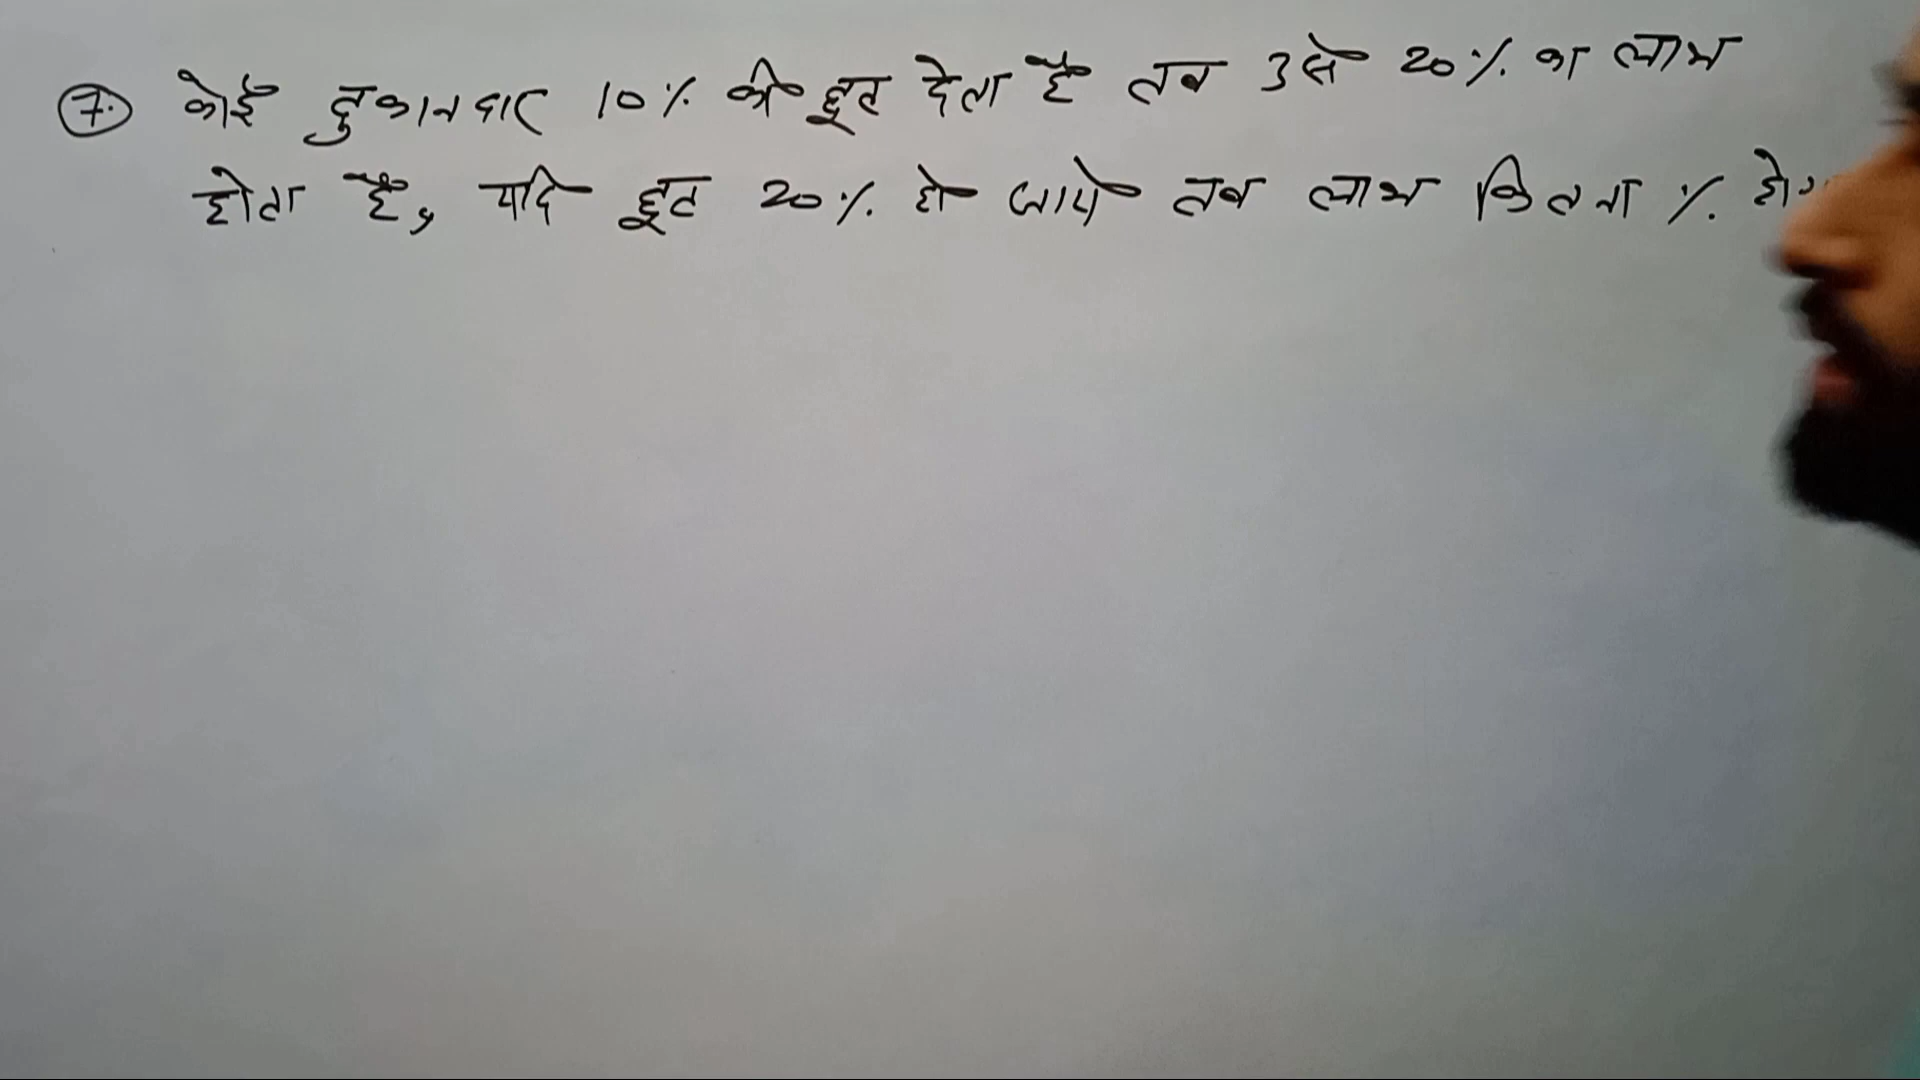 7. कोई दुकानदार 10% की छूट देता है तब उसे 20% का लाभ
होता है, यदि छूट 20% हो जाये तब लाभ कितना %